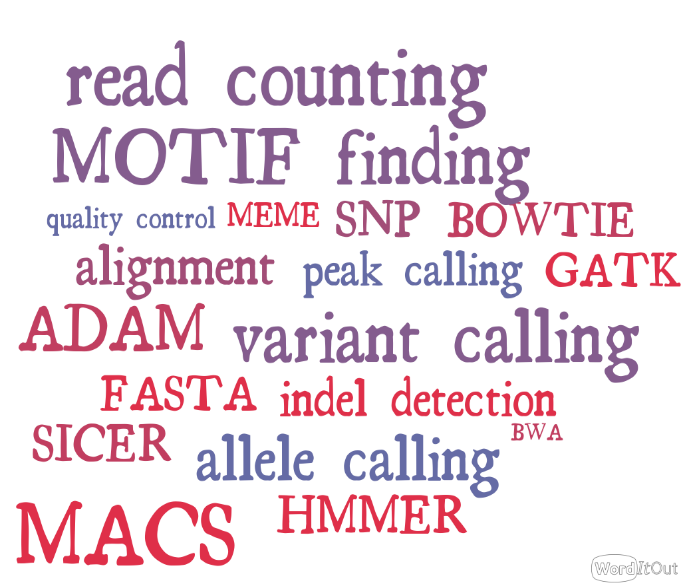 read counting
MOTIF finding
quality control MEME SNP BOWTIE
alignment peak calling GATK
ADAM variant calling
FASTA indel detection
SICER allele calling BWA
MACS HMMER
WordItOut